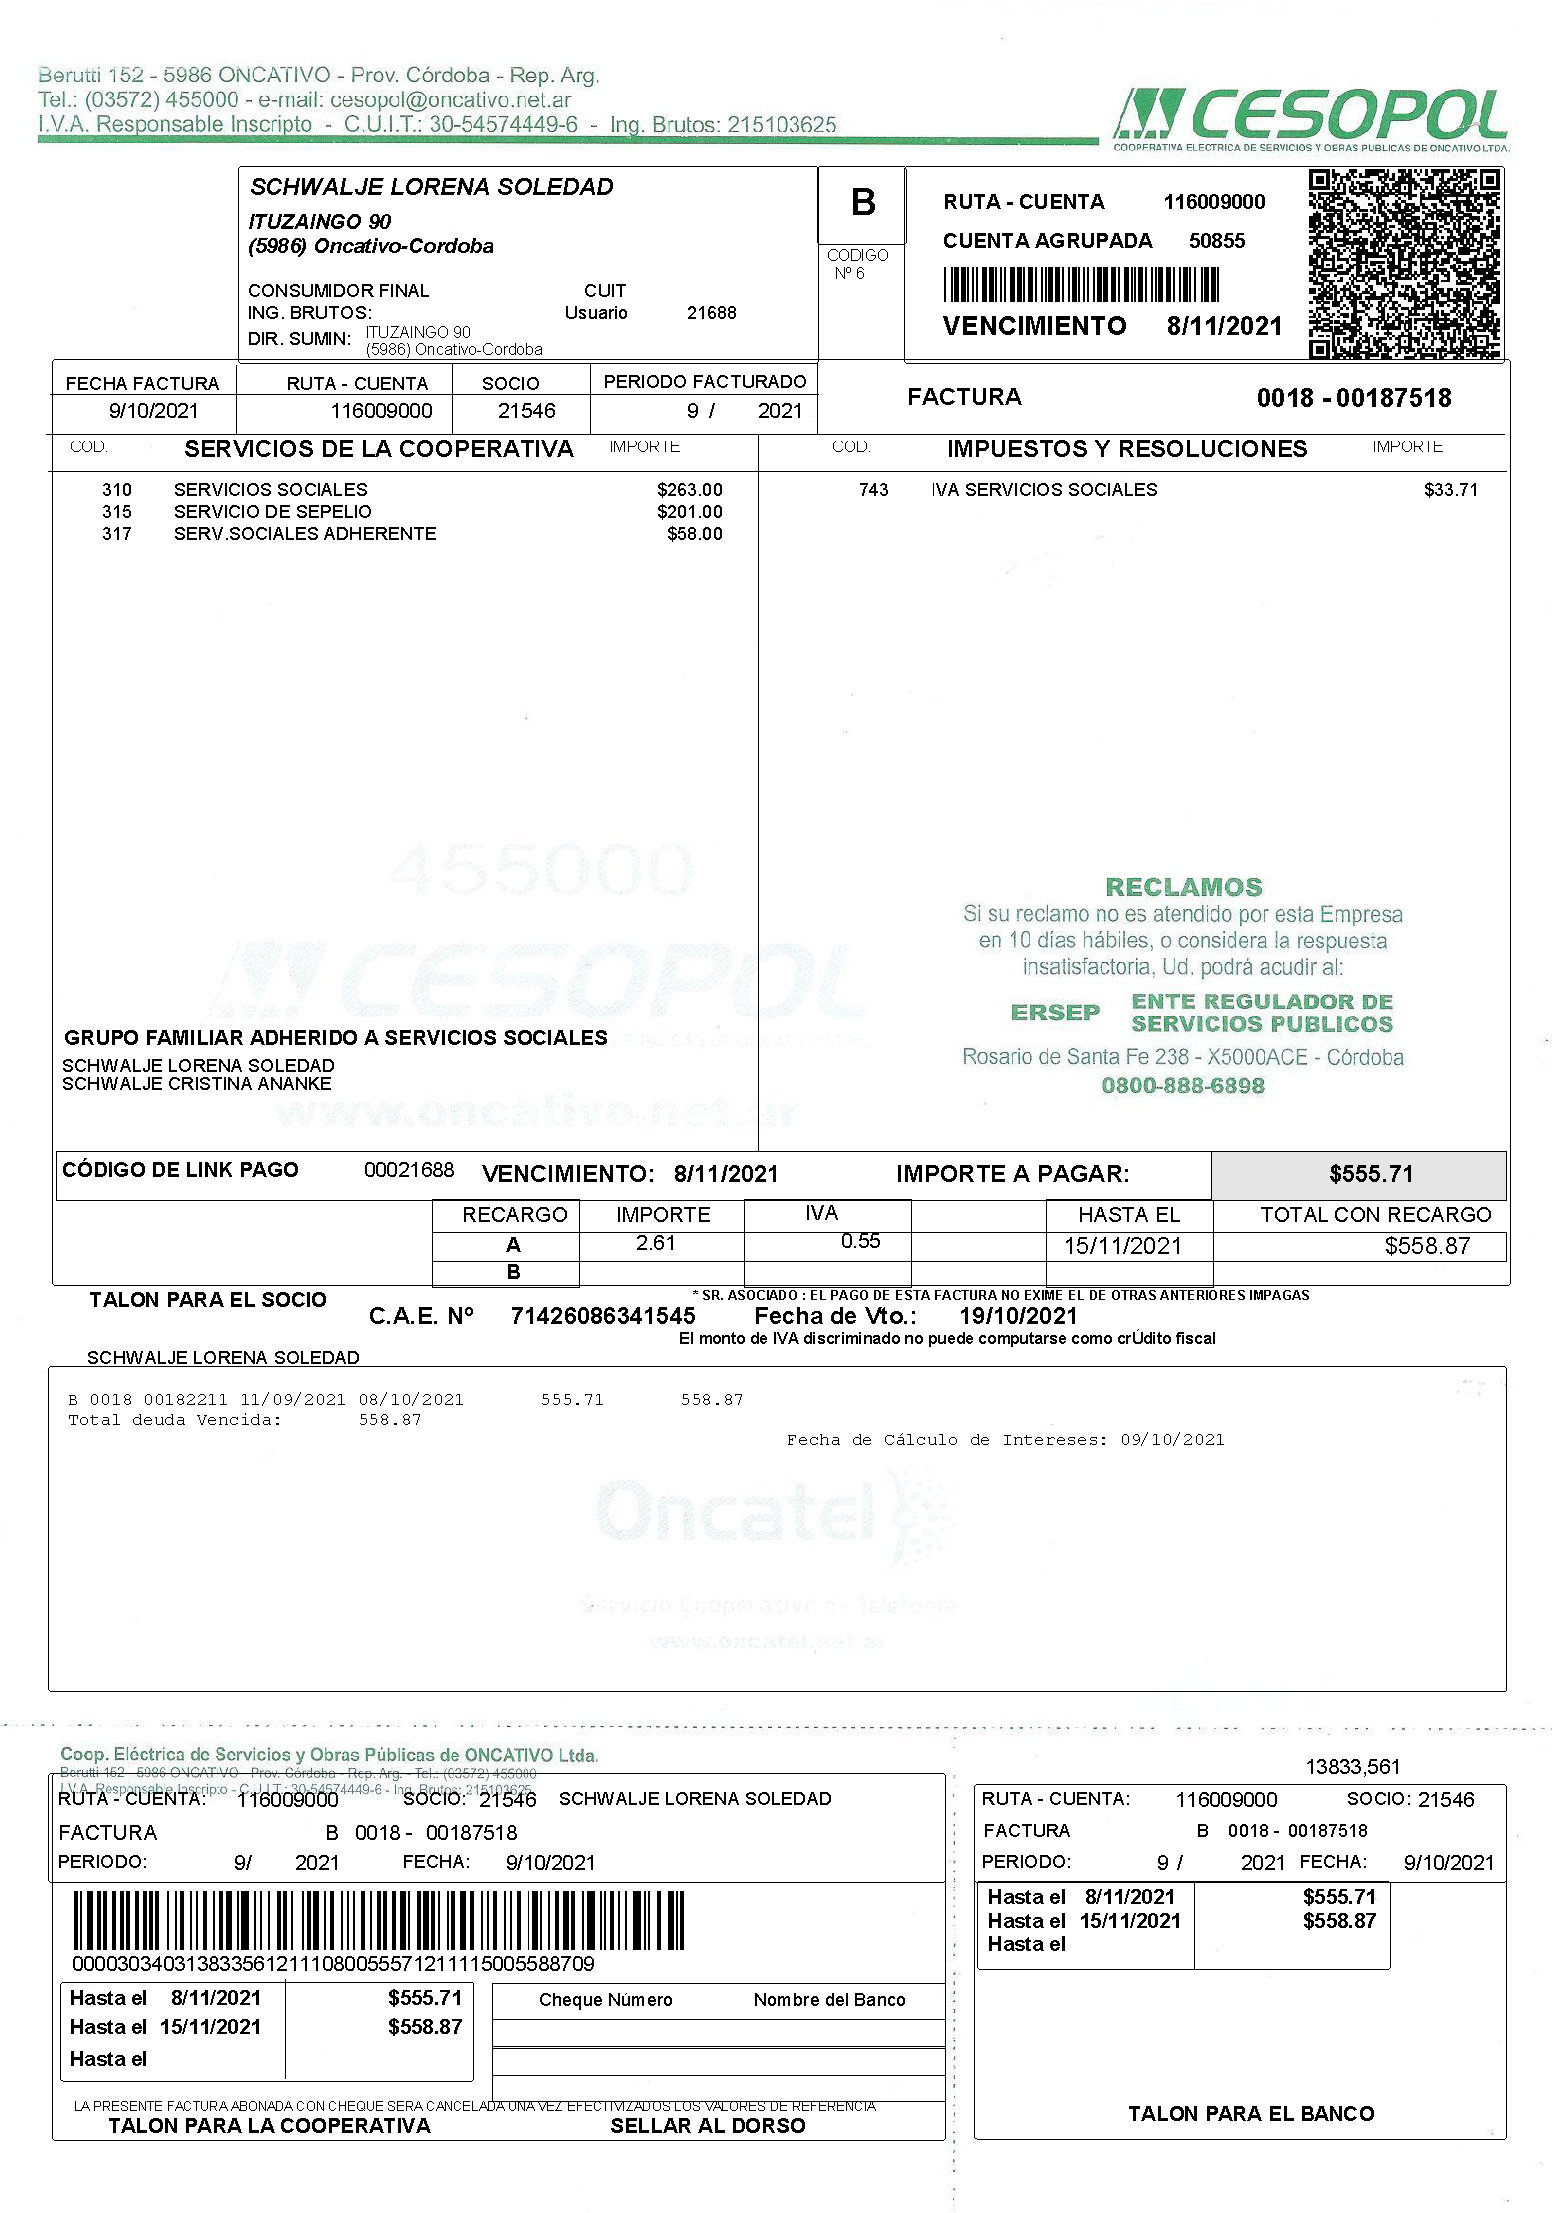 Berutti 152 - 5986 ONCATIVO - Prov. Córdoba - Rep. Arg.
Tel.: (03572) 455000 - e-mail: cesopol@oncativo.net.ar
I.V.A. Responsable Inscripto - C.U.I.T.: 30-54574449-6 - Ing. Brutos: 215103625
CESOPOL
COOPERATIVA ELECTRICA DE SERVICIOS Y OBRAS PUBLICAS DE ONCATIVO LTDA.
SCHWALJE LORENA SOLEDAD
ITUZAINGO 90
(5986) Oncativo-Cordoba
CONSUMIDOR FINAL CUIT
ING. BRUTOS: Usuario 21688
DIR. SUMIN: ITUZAINGO 90
(5986) Oncativo-Cordoba
B
CODIGO
Nº 6
RUTA - CUENTA 116009000
CUENTA AGRUPADA 50855
VENCIMIENTO 8/11/2021
FECHA FACTURA RUTA - CUENTA SOCIO PERIODO FACTURADO
9/10/2021 116009000 21546 9 / 2021
FACTURA 0018 - 00187518
COD. SERVICIOS DE LA COOPERATIVA IMPORTE COD. IMPUESTOS Y RESOLUCIONES IMPORTE
310 SERVICIOS SOCIALES $263.00 743 IVA SERVICIOS SOCIALES $33.71
315 SERVICIO DE SEPELIO $201.00
317 SERV.SOCIALES ADHERENTE $58.00
455000
CESOPOL
RECLAMOS
Si su reclamo no es atendido por esta Empresa
en 10 días hábiles, o considera la respuesta
insatisfactoria, Ud. podrá acudir al:
ERSEP ENTE REGULADOR DE
SERVICIOS PUBLICOS
Rosario de Santa Fe 238 - X5000ACE - Córdoba
0800-888-6898
GRUPO FAMILIAR ADHERIDO A SERVICIOS SOCIALES
SCHWALJE LORENA SOLEDAD
SCHWALJE CRISTINA ANANKE
www.oncativo.net.ar
CÓDIGO DE LINK PAGO 00021688 VENCIMIENTO: 8/11/2021 IMPORTE A PAGAR: $555.71
RECARGO IMPORTE IVA HASTA EL TOTAL CON RECARGO
A 2.61 0.55 15/11/2021 $558.87
B
TALON PARA EL SOCIO
* SR. ASOCIADO : EL PAGO DE ESTA FACTURA NO EXIME EL DE OTRAS ANTERIORES IMPAGAS
C.A.E. Nº 71426086341545 Fecha de Vto.: 19/10/2021
El monto de IVA discriminado no puede computarse como crÚdito fiscal
SCHWALJE LORENA SOLEDAD
B 0018 00182211 11/09/2021 08/10/2021 555.71 558.87
Total deuda Vencida: 558.87
Fecha de Cálculo de Intereses: 09/10/2021
Oncatel
Servicio Cooperativo de Telefonía
www.oncatel.net.ar
Coop. Eléctrica de Servicios y Obras Públicas de ONCATIVO Ltda.
Berutti 152 - 5986 ONCATIVO - Prov. Córdoba - Rep. Arg. - Tel.: (03572) 455000
I.V.A. Responsable Inscripto - C.U.I.T.: 30-54574449-6 - Ing. Brutos: 215103625
RUTA - CUENTA: 116009000 SOCIO: 21546 SCHWALJE LORENA SOLEDAD
FACTURA B 0018 - 00187518
PERIODO: 9/ 2021 FECHA: 9/10/2021
0000303403138335612111080055571211115005588709
Hasta el 8/11/2021 $555.71
Hasta el 15/11/2021 $558.87
Hasta el
Cheque Número Nombre del Banco
LA PRESENTE FACTURA ABONADA CON CHEQUE SERA CANCELADA UNA VEZ EFECTIVIZADOS LOS VALORES DE REFERENCIA
TALON PARA LA COOPERATIVA SELLAR AL DORSO
13833,561
RUTA - CUENTA: 116009000 SOCIO: 21546
FACTURA B 0018 - 00187518
PERIODO: 9 / 2021 FECHA: 9/10/2021
Hasta el 8/11/2021 $555.71
Hasta el 15/11/2021 $558.87
Hasta el
TALON PARA EL BANCO